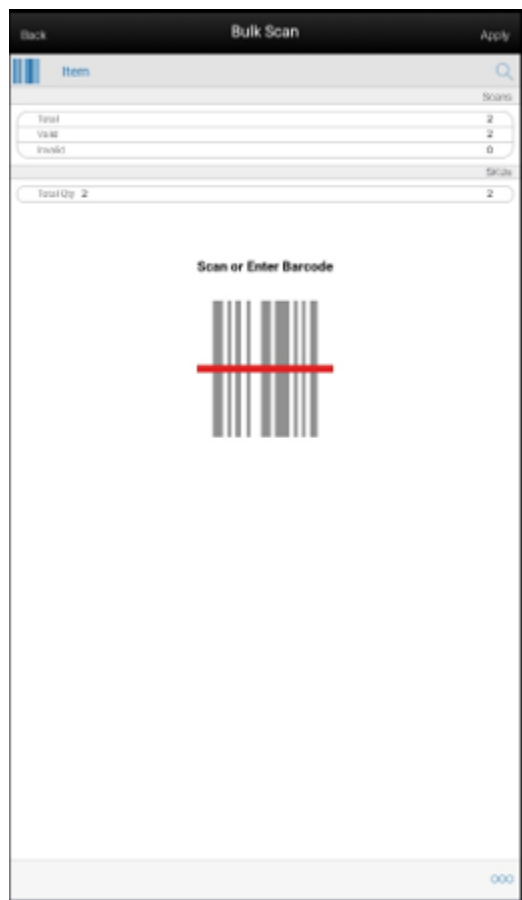 Back Bulk Scan Apply
Item
Scans
Total 2
Valid 2
Invalid 0
SKUs
Total Qty 2 2
Scan or Enter Barcode